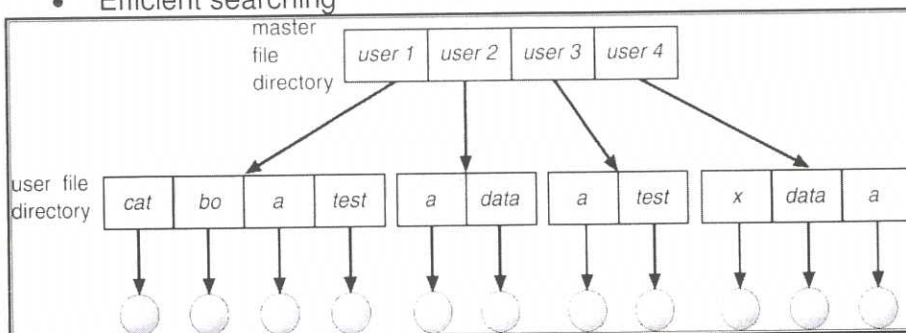 • Efficient searching
master
file
directory
user 1 user 2 user 3 user 4
user file
directory
cat bo a test a data a test x data a